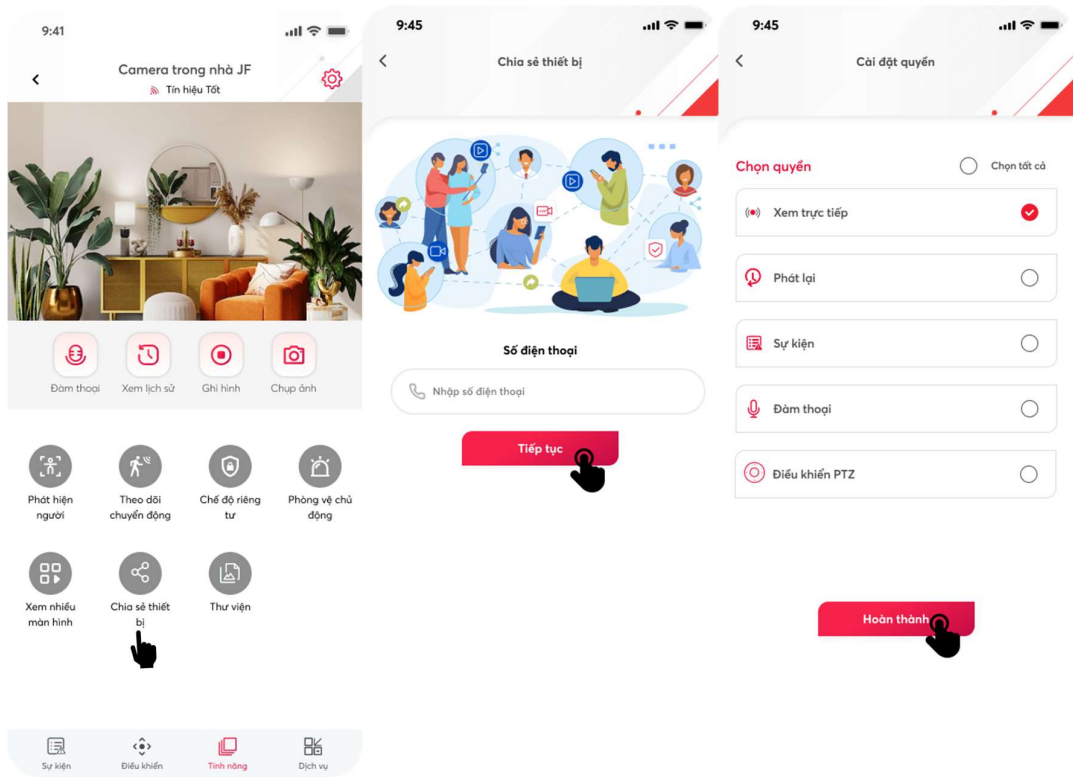 9:41
Camera trong nhà JF
Tín hiệu Tốt
Đàm thoại
Xem lịch sử
Ghi hình
Chụp ảnh
Phát hiện
người
Theo dõi
chuyển động
Chế độ riêng
tư
Phòng vệ chủ
động
Xem nhiều
màn hình
Chia sẻ thiết
bị
Thư viện
Sự kiện
Điều khiển
Tính năng
Dịch vụ
9:45
Chia sẻ thiết bị
Số điện thoại
Nhập số điện thoại
Tiếp tục
9:45
Cài đặt quyền
Chọn quyền
Chọn tất cả
Xem trực tiếp
Phát lại
Sự kiện
Đàm thoại
Điều khiển PTZ
Hoàn thành